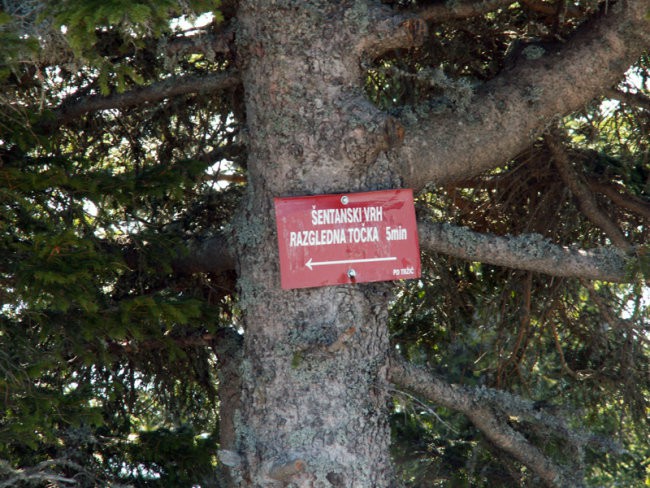 ŠENTANSKI VRH
RAZGLEDNA TOČKA 5min
PD TRŽIČ